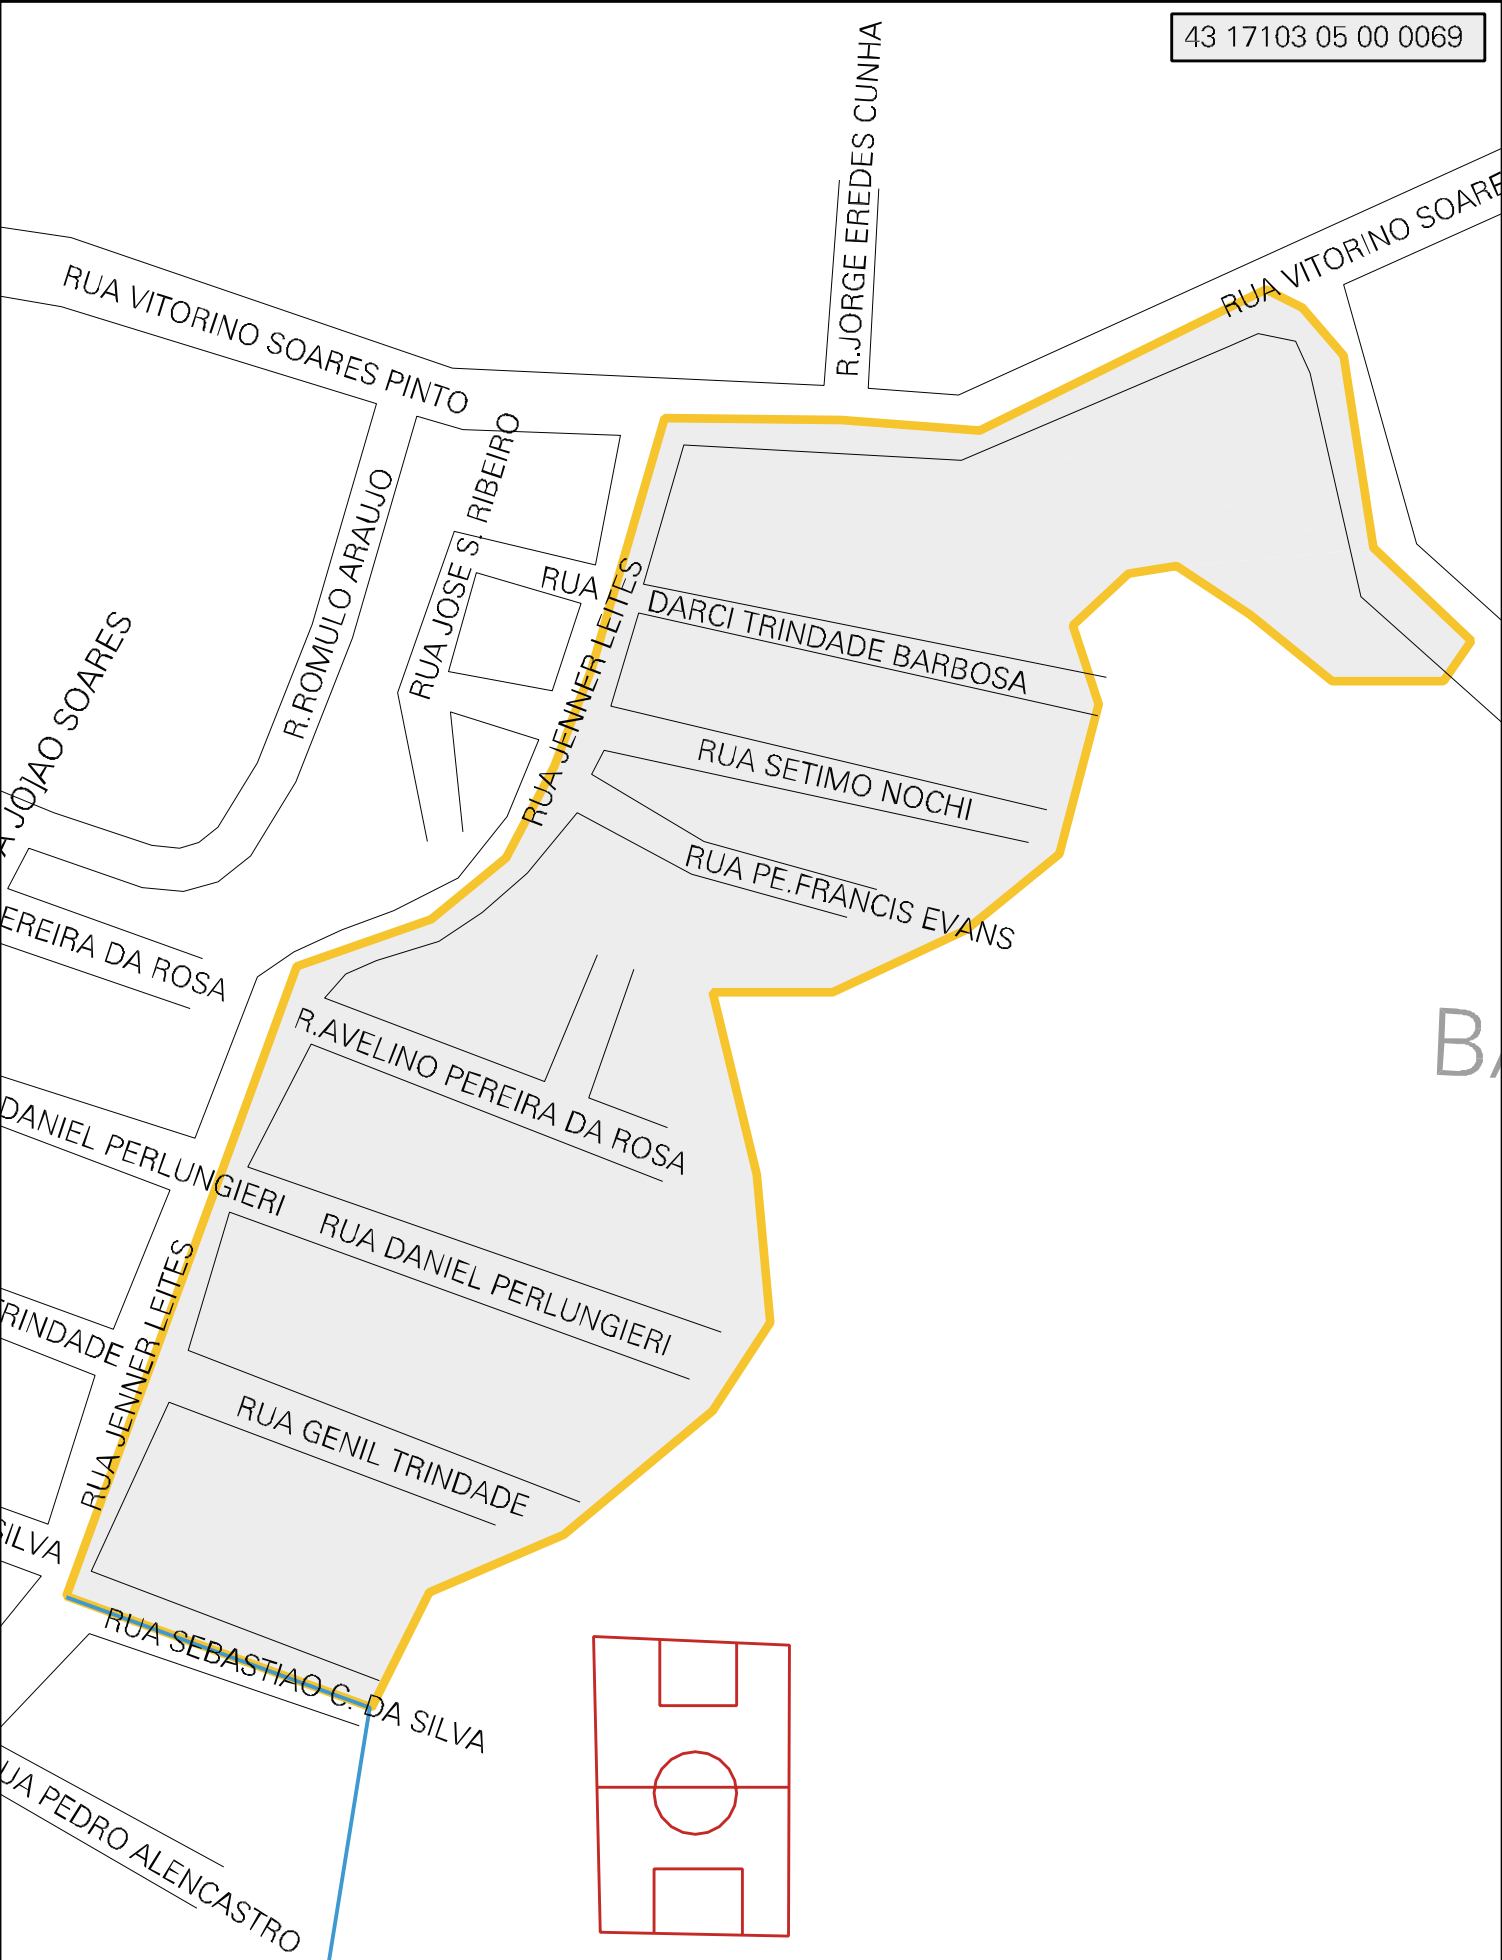 43 17103 05 00 0069
R.JORGE EREDES CUNHA
RUA VITORINO SOARE
RUA VITORINO SOARES PINTO
RUA JOSE S. RIBEIRO
R.ROMULO ARAUJO
RUA JENNER LEITES
RUA DARCI TRINDADE BARBOSA
A JOJAO SOARES
RUA SETIMO NOCHI
RUA PE.FRANCIS EVANS
EREIRA DA ROSA
R.AVELINO PEREIRA DA ROSA
BA
DANIEL PERLUNGIERI
RUA DANIEL PERLUNGIERI
RINDADE
RUA JENNER LEITES
RUA GENIL TRINDADE
SILVA
RUA SEBASTIAO C. DA SILVA
UA PEDRO ALENCASTRO